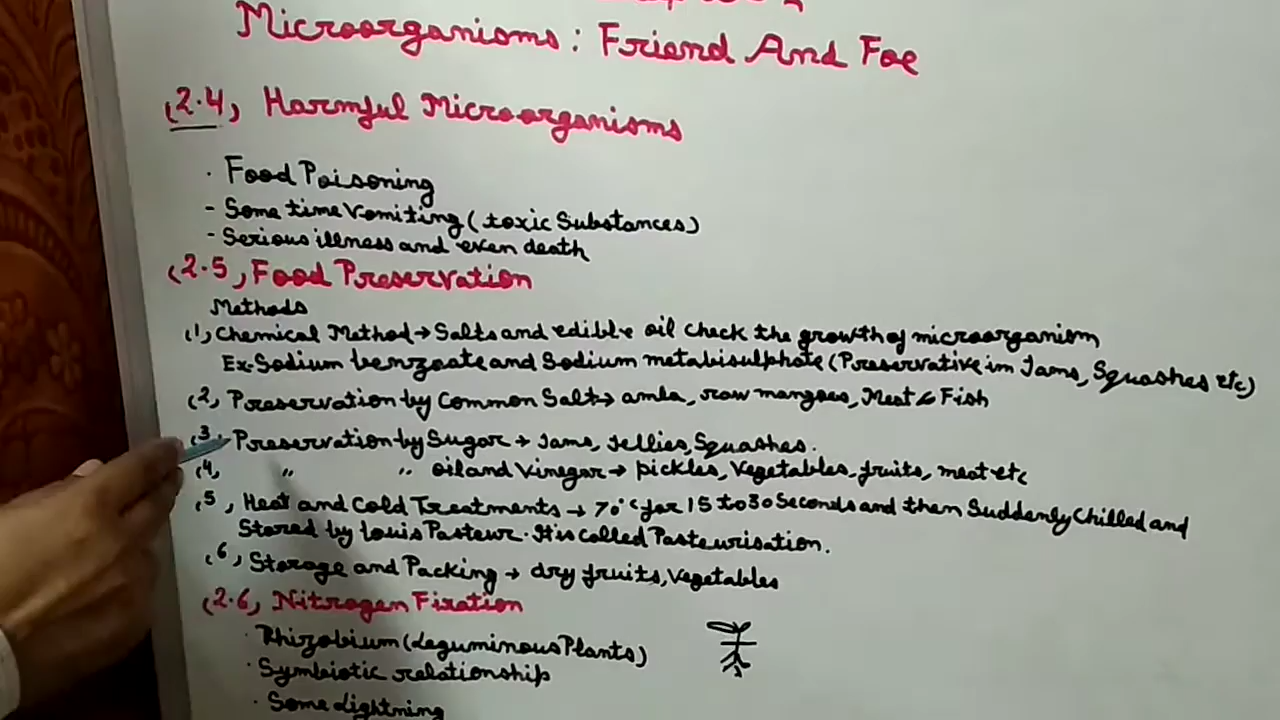 Microorganisms: Friend And Foe
(2.4) Harmful Microorganisms
· Food Poisoning
- Some time Vomiting (toxic Substances)
- Serious illness and even death
(2.5) Food Preservation
Methods
(1) Chemical Method → Salts and edible oil check the growth of microorganism
Ex- Sodium benzoate and Sodium metabisulphate (Preservative in Jams, Squashes etc)
(2) Preservation by Common Salt → amla, raw mangoes, Meat & Fish
(3) Preservation by Sugar → Jams, Jellies, Squashes.
(4) " " oil and Vinegar → pickles, Vegetables, fruits, meat etc
(5) Heat and Cold Treatments → 70°C for 15 to 30 Seconds and then Suddenly Chilled and
Stored by Louis Pasteur. It is called Pasteurisation.
(6) Storage and Packing → dry fruits, Vegetables
(2.6) Nitrogen Fixation
· Rhizobium (Leguminous Plants)
· Symbiotic relationship
· Some Lightning